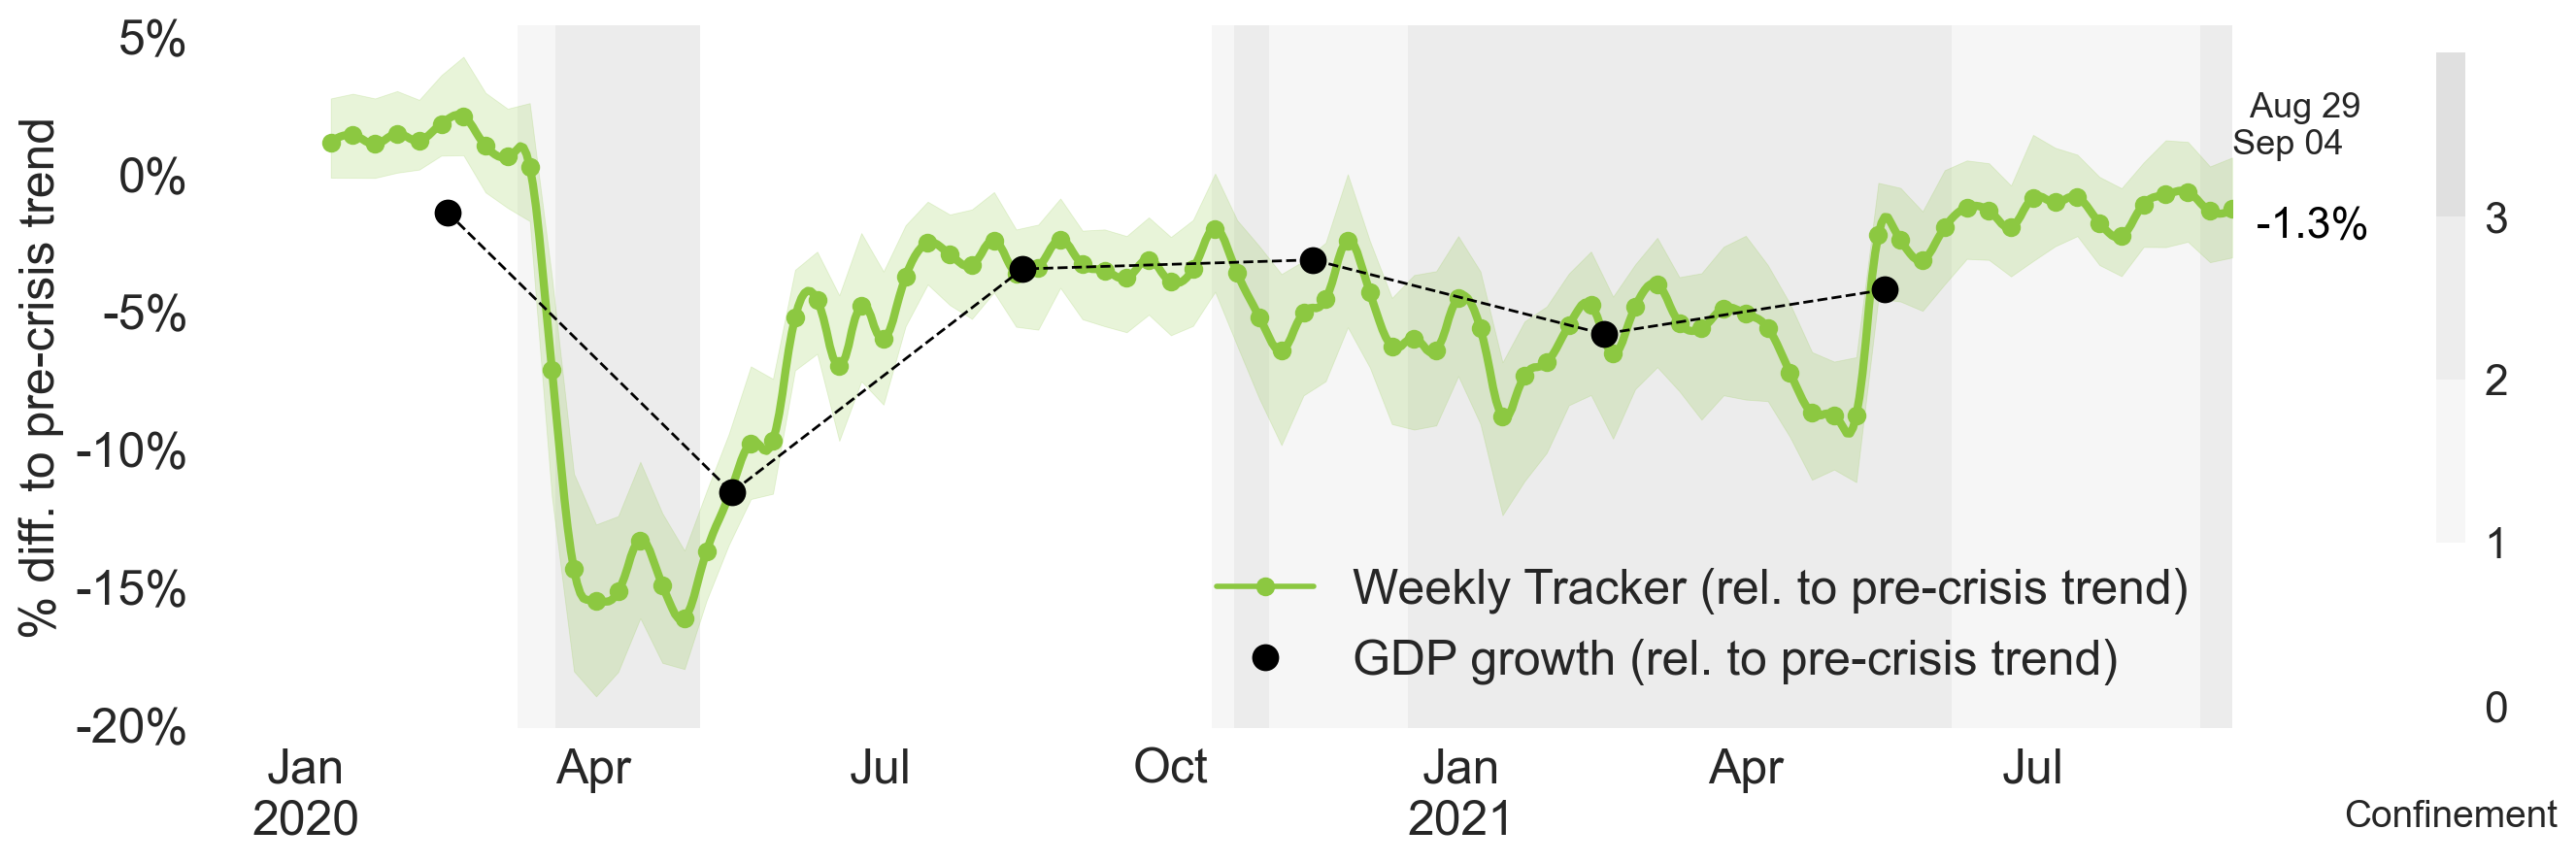 % diff. to pre-crisis trend
5%
0%
-5%
-10%
-15%
-20%
Jan
2020
Apr
Jul
Oct
Jan
2021
Apr
Jul
Aug 29
Sep 04
-1.3%
Weekly Tracker (rel. to pre-crisis trend)
GDP growth (rel. to pre-crisis trend)
3
2
1
0
Confinement